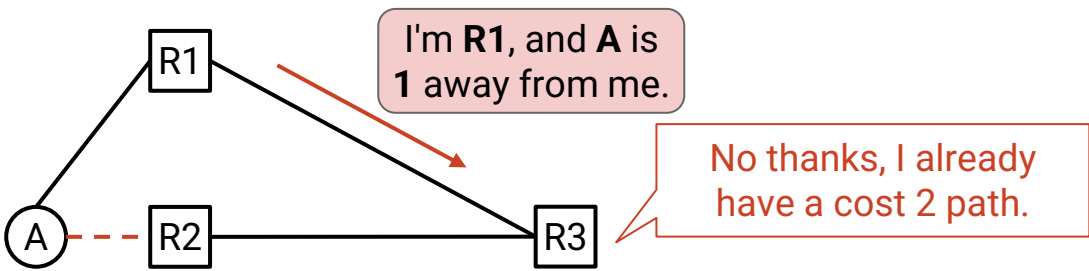 I'm R1, and A is
1 away from me.
R1
No thanks, I already
have a cost 2 path.
A
R2
R3